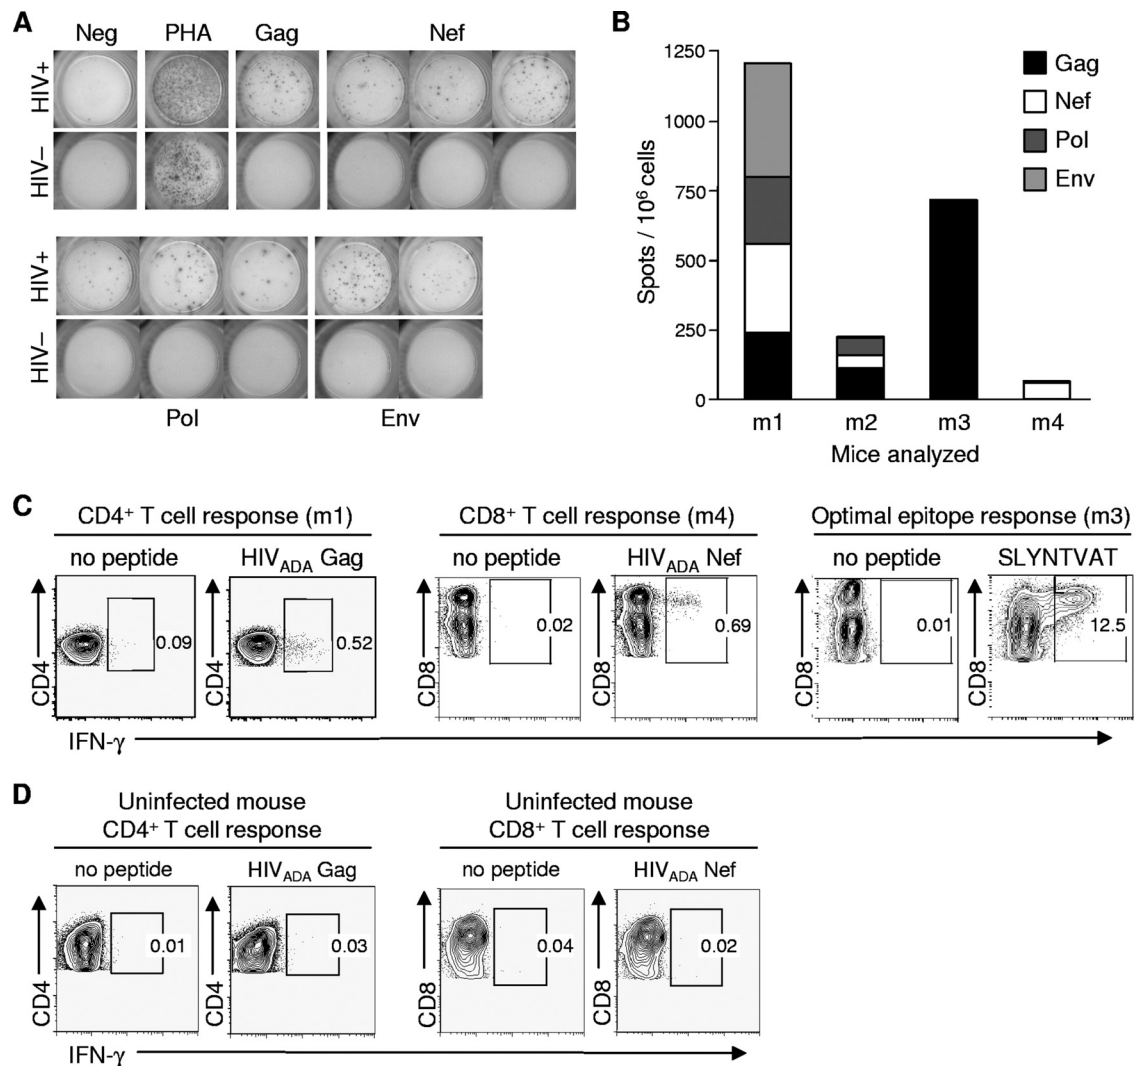 A
Neg PHA Gag Nef
HIV+
HIV–
HIV+
HIV–
Pol Env
B
Spots / 10⁶ cells
1250
1000
750
500
250
0
Gag
Nef
Pol
Env
m1 m2 m3 m4
Mice analyzed
C
CD4⁺ T cell response (m1)
no peptide HIV_ADA Gag
CD4 0.09 CD4 0.52
CD8⁺ T cell response (m4)
no peptide HIV_ADA Nef
CD8 0.02 CD8 0.69
Optimal epitope response (m3)
no peptide SLYNTVAT
CD8 0.01 CD8 12.5
IFN-γ
D
Uninfected mouse
CD4⁺ T cell response
no peptide HIV_ADA Gag
CD4 0.01 CD4 0.03
Uninfected mouse
CD8⁺ T cell response
no peptide HIV_ADA Nef
CD8 0.04 CD8 0.02
IFN-γ